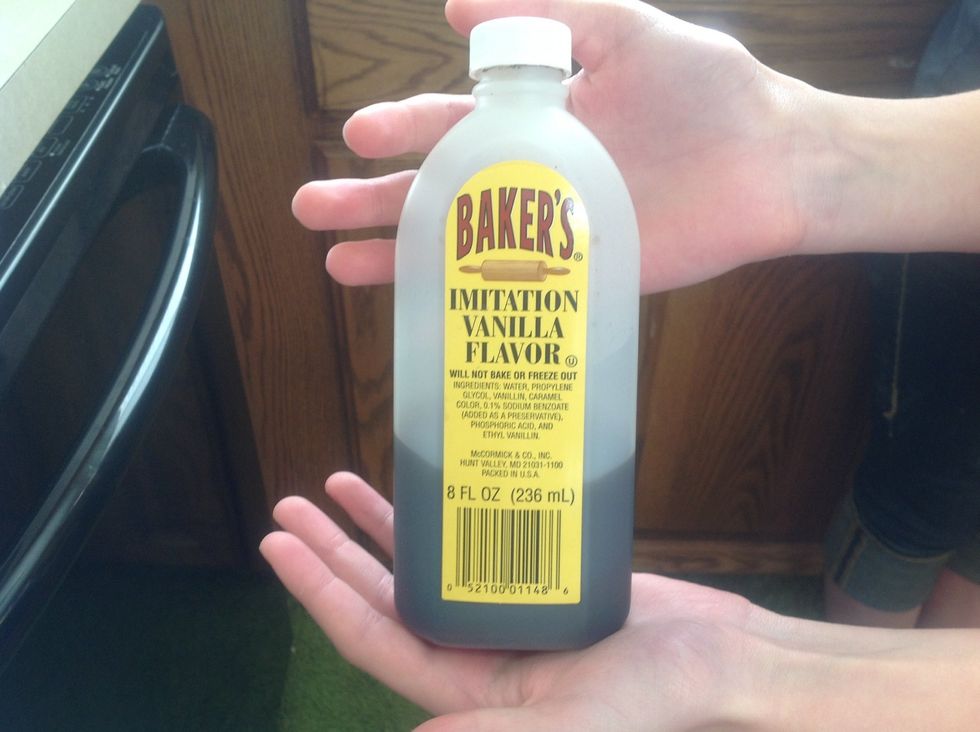 BAKER'S®
IMITATION
VANILLA
FLAVOR Ⓤ
WILL NOT BAKE OR FREEZE OUT
INGREDIENTS: WATER, PROPYLENE
GLYCOL, VANILLIN, CARAMEL
COLOR, 0.1% SODIUM BENZOATE
(ADDED AS A PRESERVATIVE),
PHOSPHORIC ACID, AND
ETHYL VANILLIN.
McCORMICK & CO., INC.
HUNT VALLEY, MD 21031-1100
PACKED IN U.S.A.
8 FL OZ (236 mL)
0 52100 01148 6